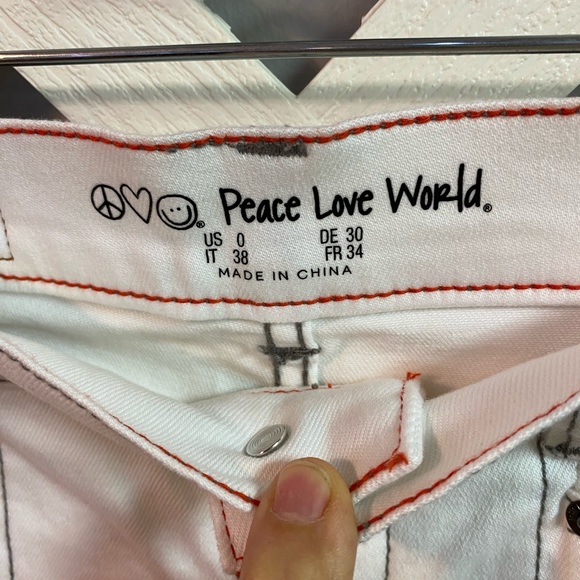 Peace Love World®
US 0 DE 30
IT 38 FR 34
MADE IN CHINA